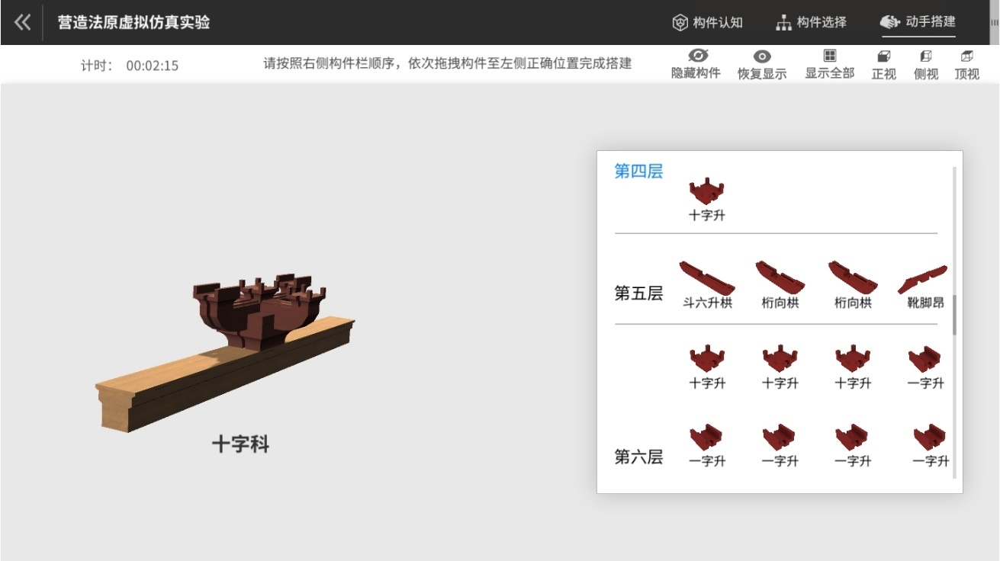 营造法原虚拟仿真实验
构件认知
构件选择
动手搭建
计时： 00:02:15
请按照右侧构件栏顺序，依次拖拽构件至左侧正确位置完成搭建
隐藏构件
恢复显示
显示全部
正视
侧视
顶视
第四层
十字升
第五层
斗六升栱
桁向栱
桁向栱
靴脚昂
十字升
十字升
十字升
一字升
第六层
一字升
一字升
一字升
一字升
十字科